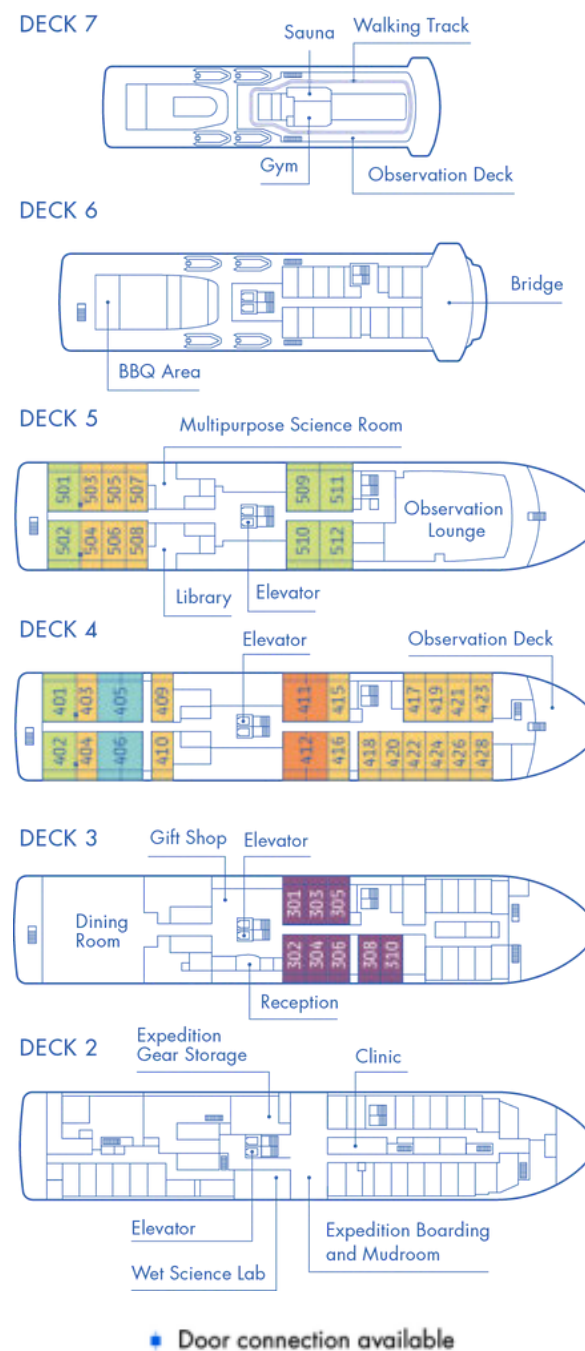 DECK 7
Sauna
Walking Track
Gym
Observation Deck
DECK 6
Bridge
BBQ Area
DECK 5
Multipurpose Science Room
501 503 505 507
509 511
502 504 506 508
510 512
Observation
Lounge
Library
Elevator
DECK 4
Elevator
Observation Deck
401 403 405 409
411 415
417 419 421 423
402 404 406 410
412 416
418 420 422 424 426 428
DECK 3
Gift Shop
Elevator
Dining
Room
301 303 305
302 304 306 308 310
Reception
DECK 2
Expedition
Gear Storage
Clinic
Elevator
Wet Science Lab
Expedition Boarding
and Mudroom
Door connection available